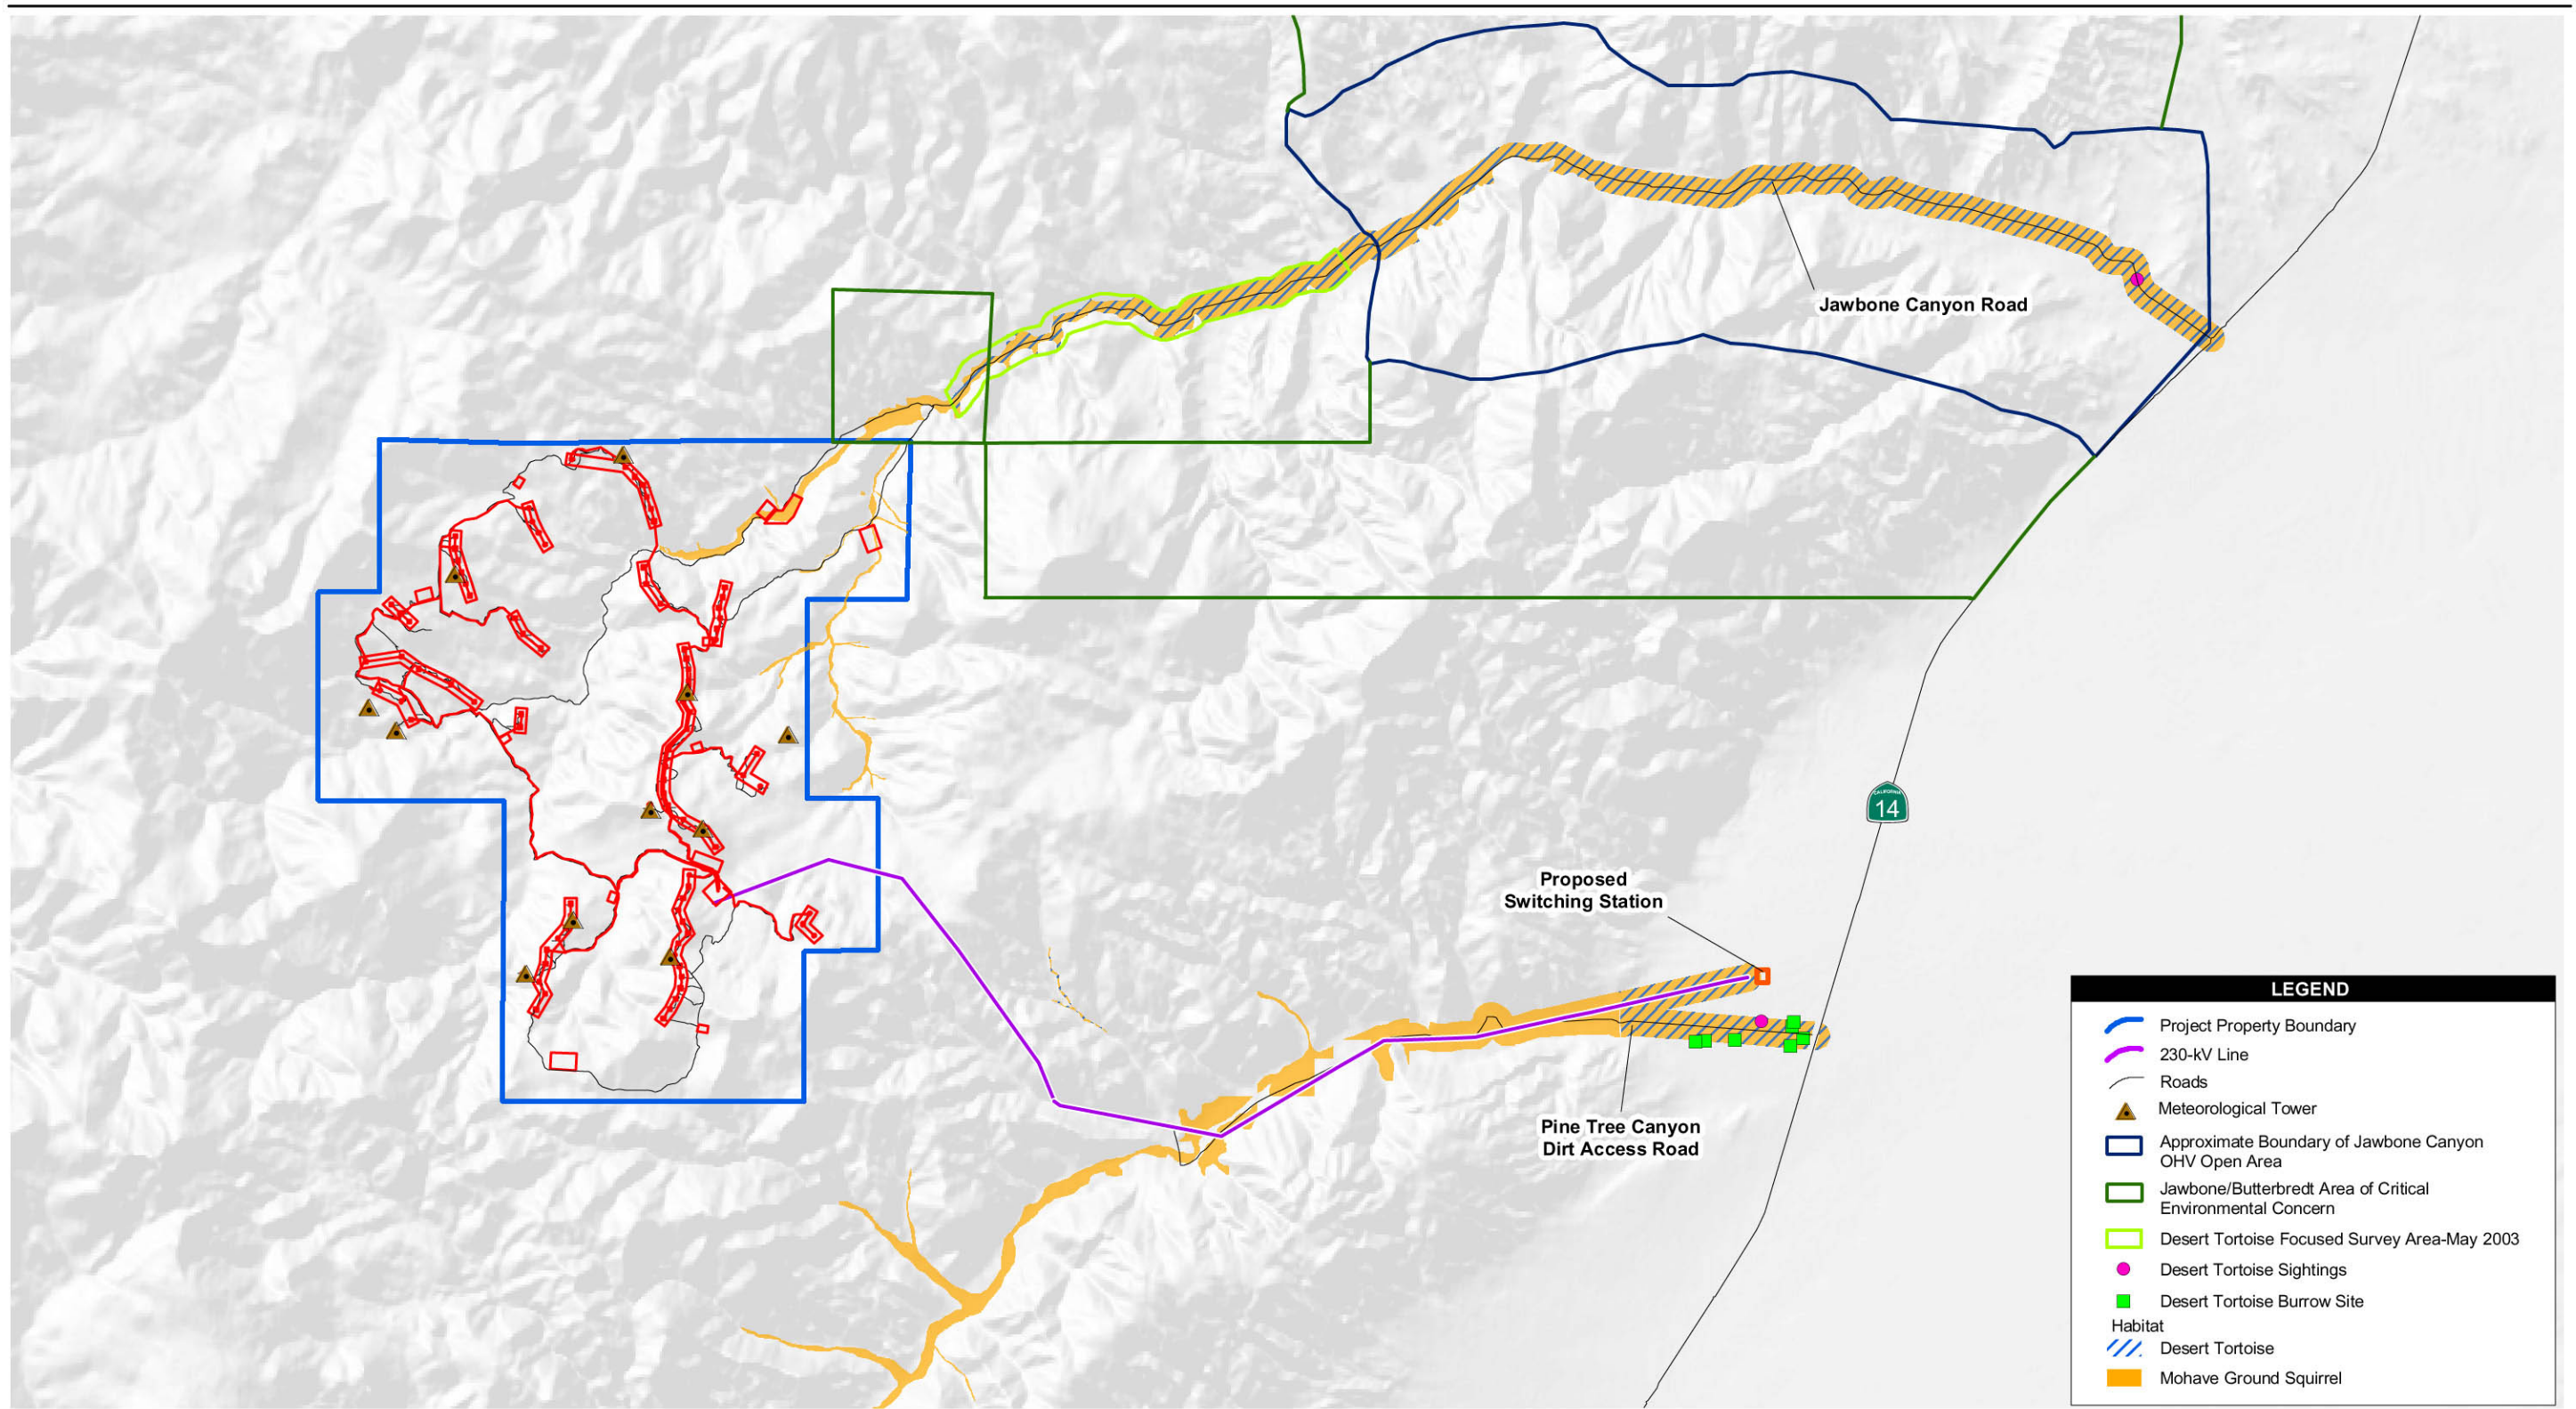 Jawbone Canyon Road
CALIFORNIA
14
Proposed
Switching Station
Pine Tree Canyon
Dirt Access Road
LEGEND
Project Property Boundary
230-kV Line
Roads
Meteorological Tower
Approximate Boundary of Jawbone Canyon
OHV Open Area
Jawbone/Butterbredt Area of Critical
Environmental Concern
Desert Tortoise Focused Survey Area-May 2003
Desert Tortoise Sightings
Desert Tortoise Burrow Site
Habitat
Desert Tortoise
Mohave Ground Squirrel